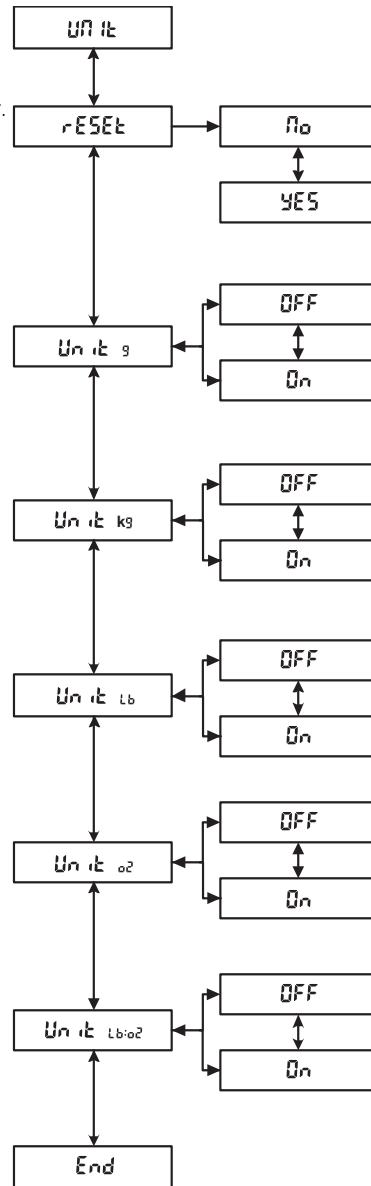 UNIt
rESEt
No
YES
OFF
Unit g
On
OFF
Unit kg
On
OFF
Unit Lb
On
OFF
Unit oz
On
OFF
Unit Lb:oz
On
End